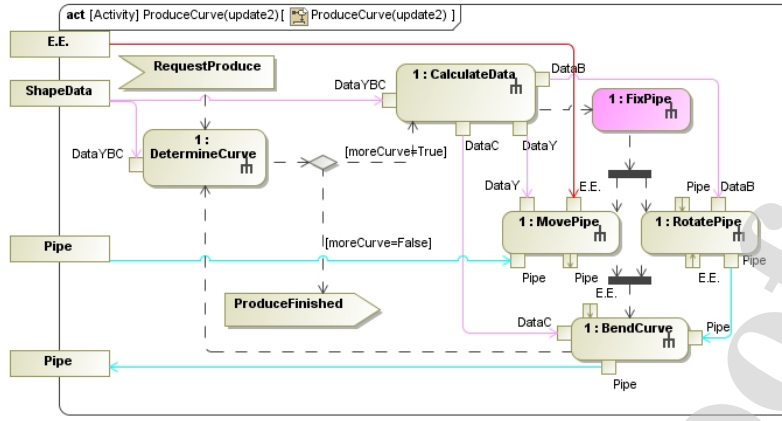 act [Activity] ProduceCurve(update2)[ ProduceCurve(update2) ]
E.E.
RequestProduce
1 : CalculateData
DataB
ShapeData
DataYBC
1 : FixPipe
DataYBC
1 :
DetermineCurve
[moreCurve=True]
DataC
DataY
DataY
E.E.
Pipe
DataB
1 : MovePipe
1 : RotatePipe
Pipe
[moreCurve=False]
Pipe
Pipe
E.E.
Pipe
E.E.
ProduceFinished
DataC
1 : BendCurve
Pipe
Pipe
Pipe